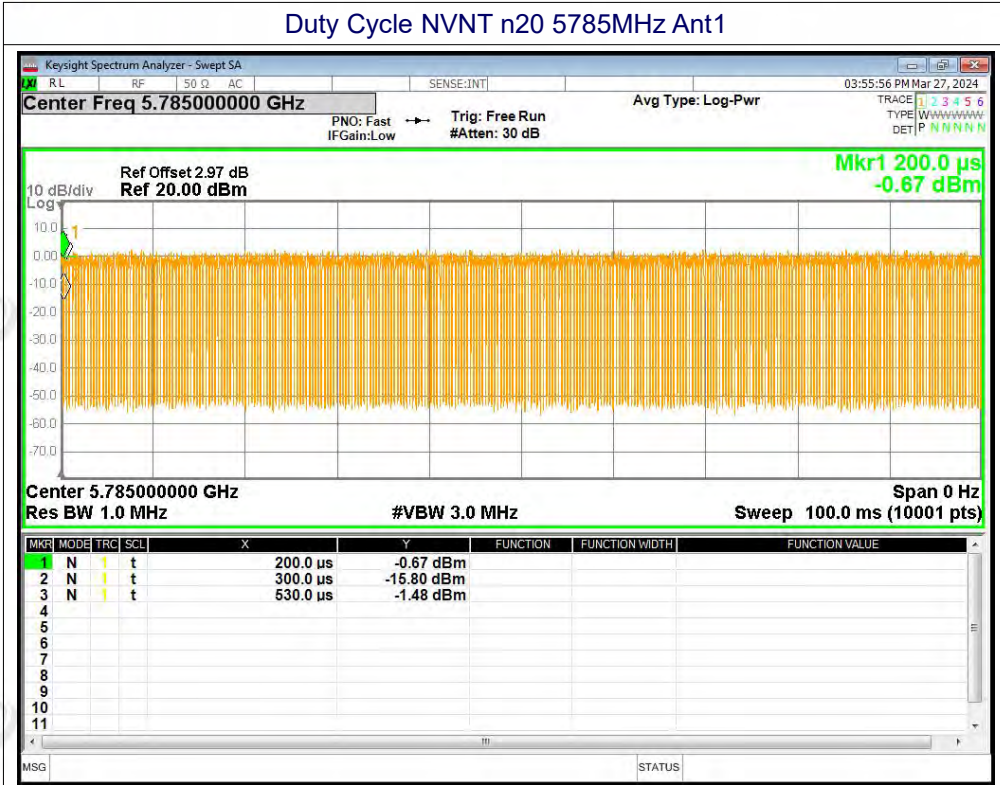 Duty Cycle NVNT n20 5785MHz Ant1
Keysight Spectrum Analyzer - Swept SA
LXI RL RF 50 Ω AC SENSE:INT 03:55:56 PM Mar 27, 2024
Center Freq 5.785000000 GHz Avg Type: Log-Pwr TRACE 1 2 3 4 5 6
PNO: Fast Trig: Free Run TYPE WWWWWW
IFGain:Low #Atten: 30 dB DET P N N N N N
Mkr1 200.0 µs
Ref Offset 2.97 dB
10 dB/div Ref 20.00 dBm -0.67 dBm
Log
10.0
1
0.00
-10.0
-20.0
-30.0
-40.0
-50.0
-60.0
-70.0
Center 5.785000000 GHz Span 0 Hz
Res BW 1.0 MHz #VBW 3.0 MHz Sweep 100.0 ms (10001 pts)
MKR MODE TRC SCL X Y FUNCTION FUNCTION WIDTH FUNCTION VALUE
1 N 1 t 200.0 µs -0.67 dBm
2 N 1 t 300.0 µs -15.80 dBm
3 N 1 t 530.0 µs -1.48 dBm
4
5
6
7
8
9
10
11
MSG STATUS